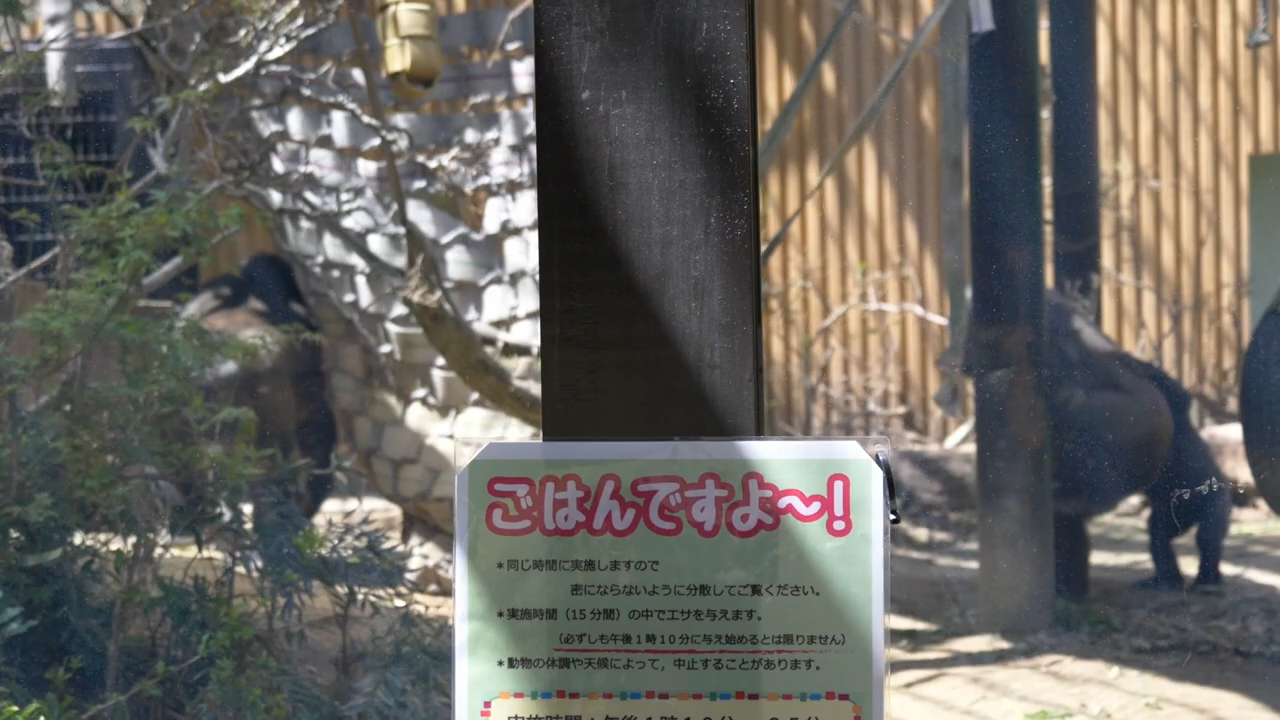 ごはんですよ〜!
＊同じ時間に実施しますので
密にならないように分散してご覧ください。
＊実施時間（15分間）の中でエサを与えます。
（必ずしも午後1時10分に与え始めるとは限りません）
＊動物の体調や天候によって，中止することがあります。